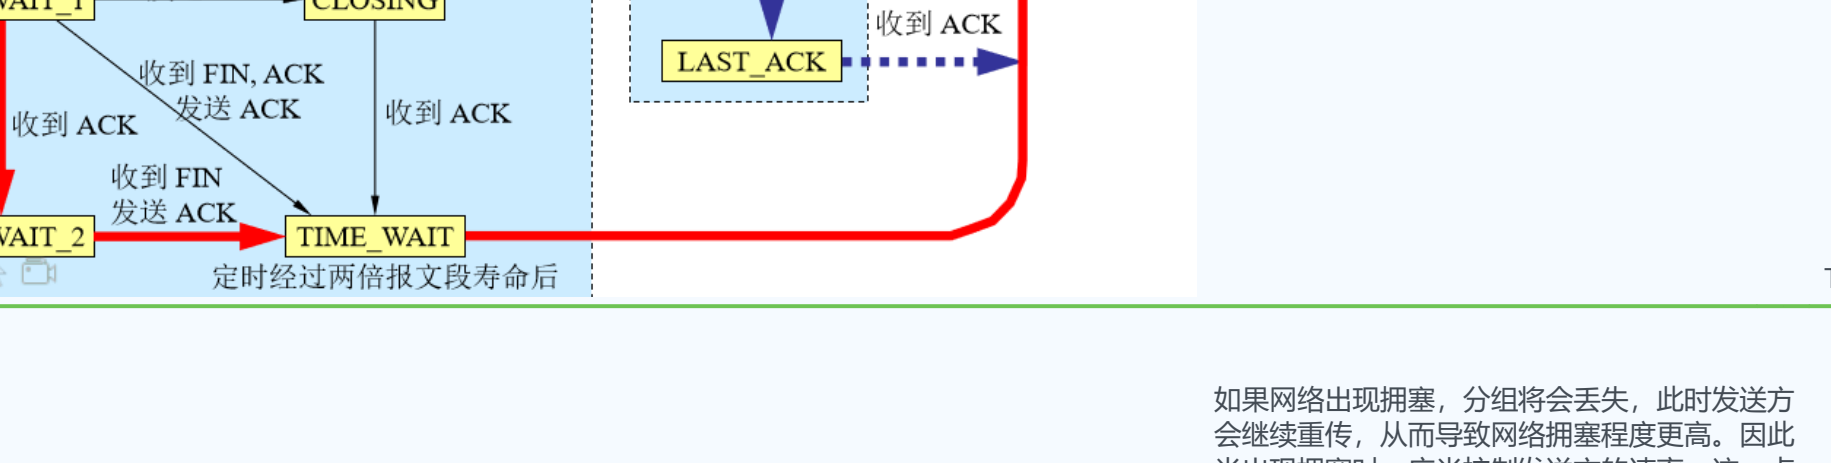 WAIT_1
CLOSING
收到 ACK
LAST_ACK
收到 FIN, ACK
发送 ACK
收到 ACK
收到 ACK
收到 FIN
发送 ACK
WAIT_2
TIME_WAIT
定时经过两倍报文段寿命后
如果网络出现拥塞，分组将会丢失，此时发送方
会继续重传，从而导致网络拥塞程度更高。因此